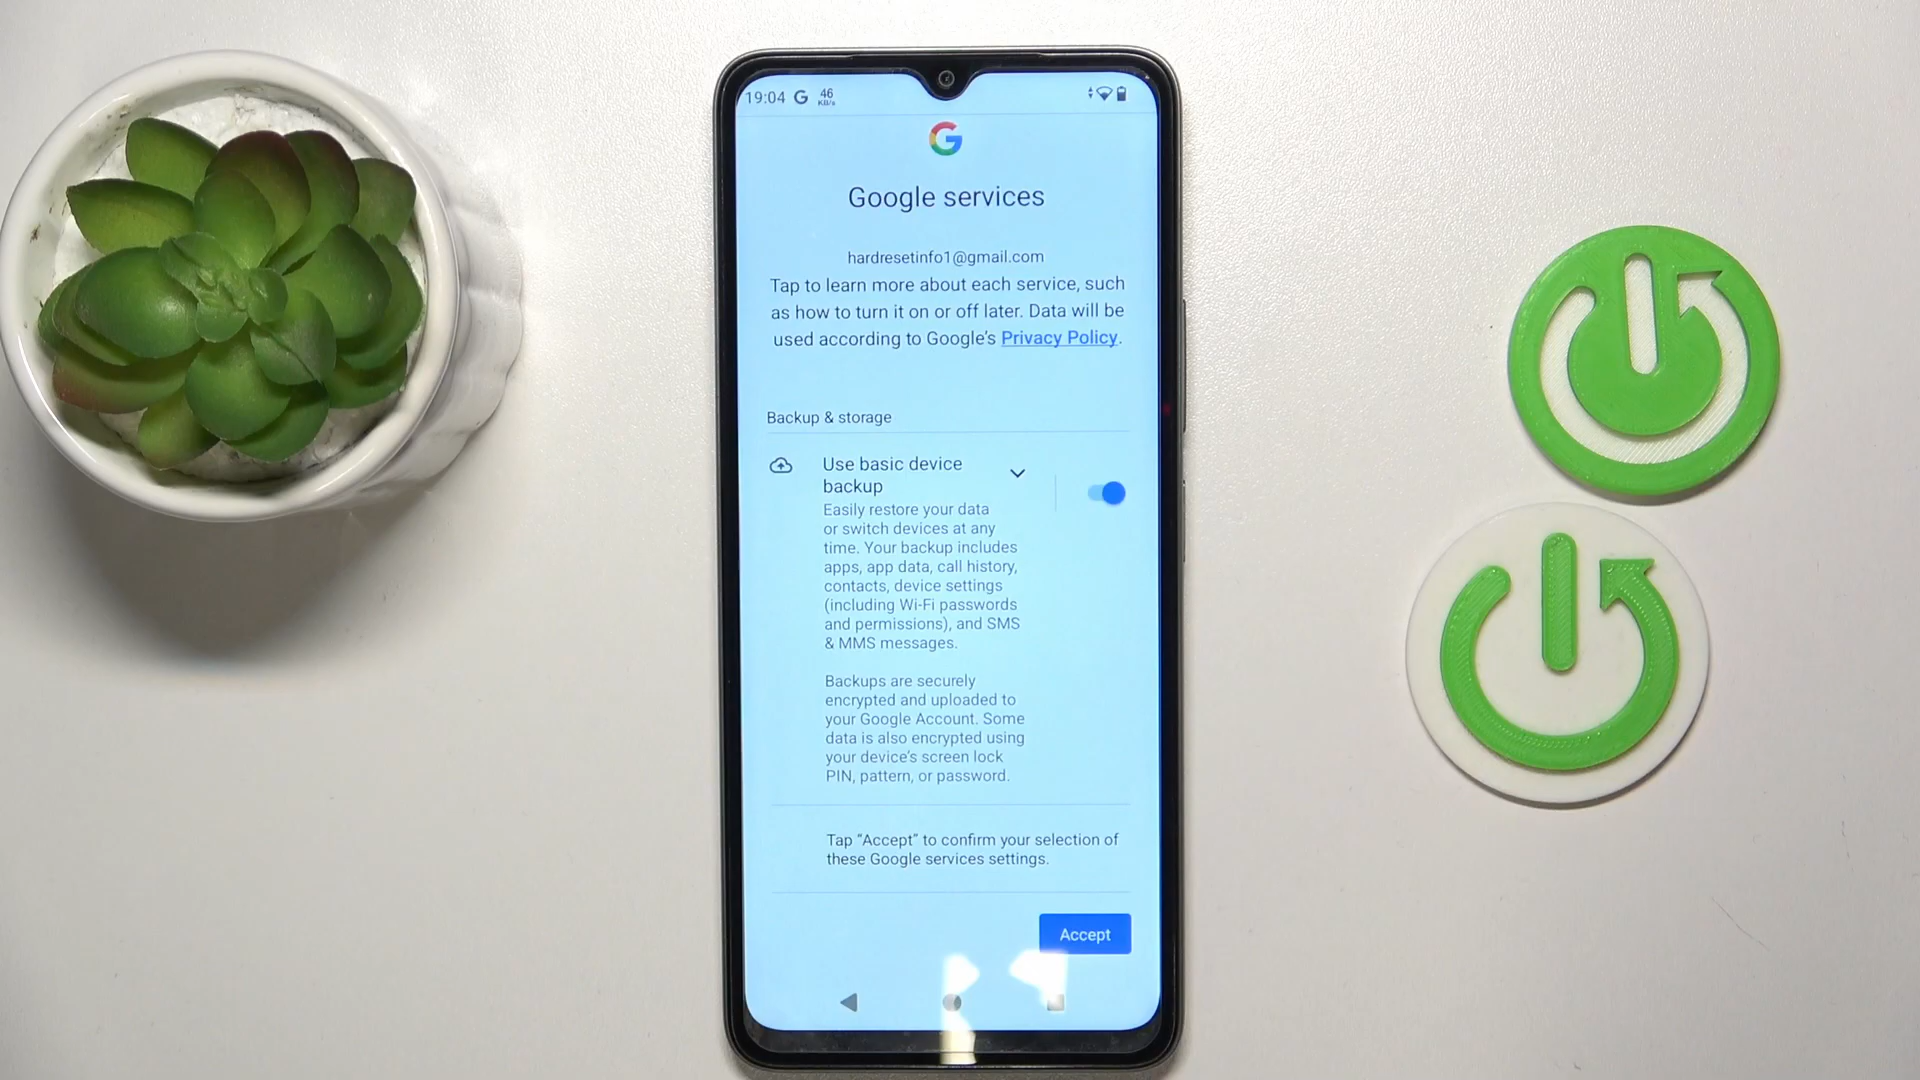 19:04 G 46 KB/s
Google services
hardresetinfo1@gmail.com
Tap to learn more about each service, such
as how to turn it on or off later. Data will be
used according to Google's Privacy Policy.
Backup & storage
Use basic device
backup
Easily restore your data
or switch devices at any
time. Your backup includes
apps, app data, call history,
contacts, device settings
(including Wi-Fi passwords
and permissions), and SMS
& MMS messages.
Backups are securely
encrypted and uploaded to
your Google Account. Some
data is also encrypted using
your device's screen lock
PIN, pattern, or password.
Tap “Accept” to confirm your selection of
these Google services settings.
Accept